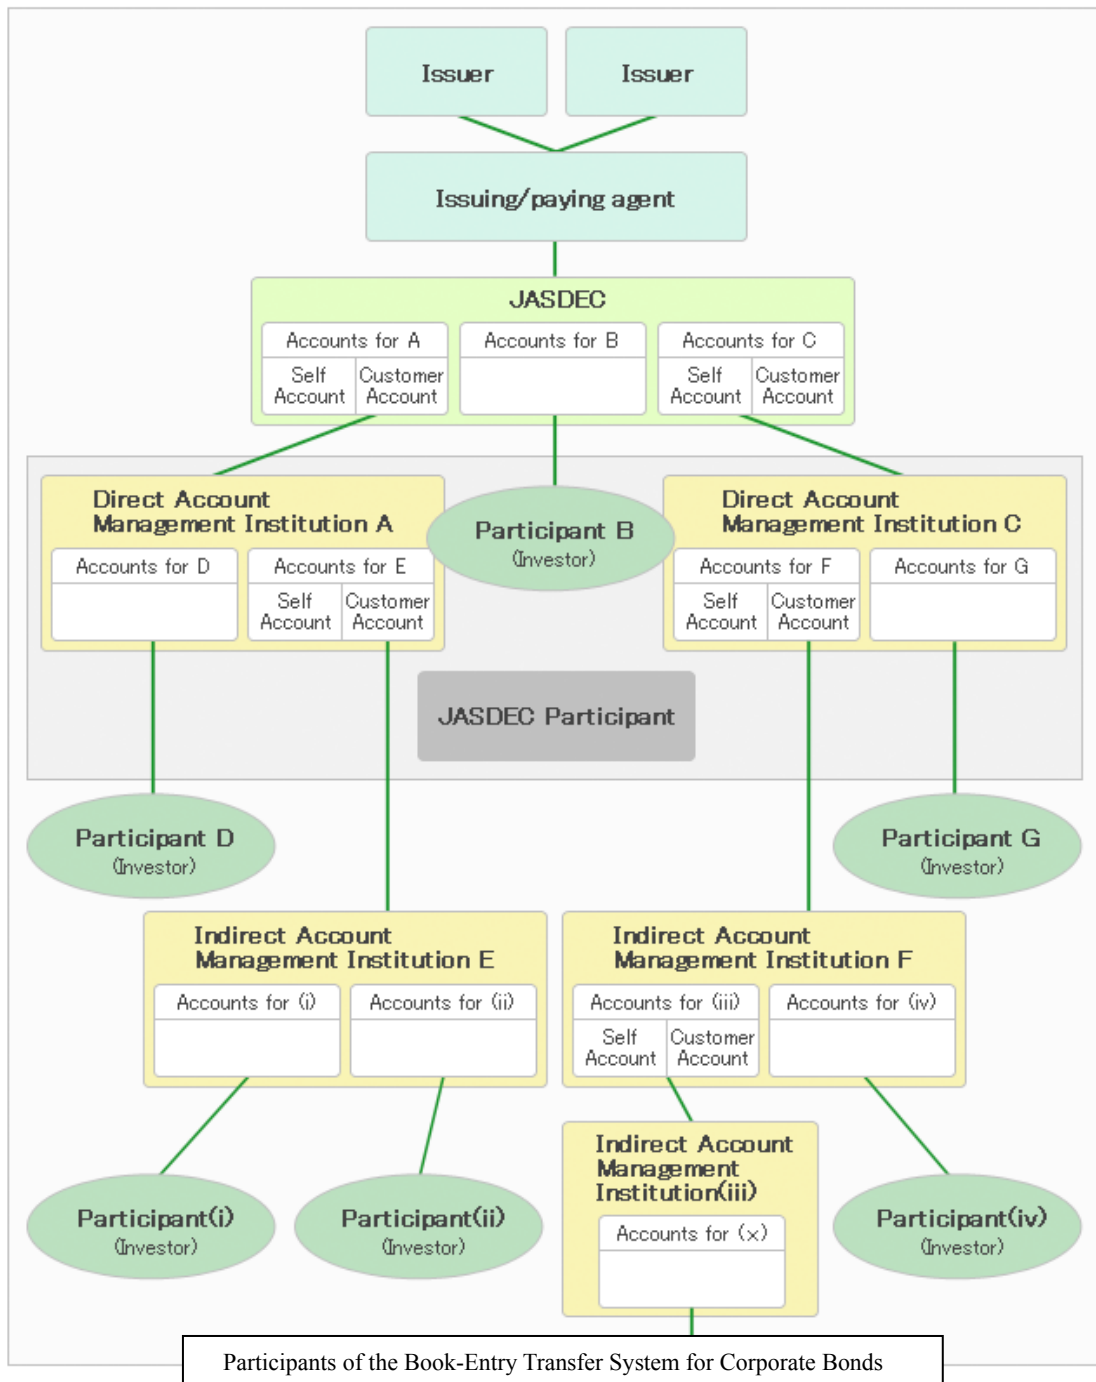 Issuer
Issuer
Issuing/paying agent
JASDEC
Accounts for A
Self
Account
Customer
Account
Accounts for B
Accounts for C
Self
Account
Customer
Account
Direct Account
Management Institution A
Accounts for D
Accounts for E
Self
Account
Customer
Account
Participant B
(Investor)
Direct Account
Management Institution C
Accounts for F
Self
Account
Customer
Account
Accounts for G
JASDEC Participant
Participant D
(Investor)
Participant G
(Investor)
Indirect Account
Management Institution E
Accounts for (i)
Accounts for (ii)
Indirect Account
Management Institution F
Accounts for (iii)
Self
Account
Customer
Account
Accounts for (iv)
Participant(i)
(Investor)
Participant(ii)
(Investor)
Indirect Account
Management
Institution(iii)
Accounts for (x)
Participant(iv)
(Investor)
Participants of the Book-Entry Transfer System for Corporate Bonds